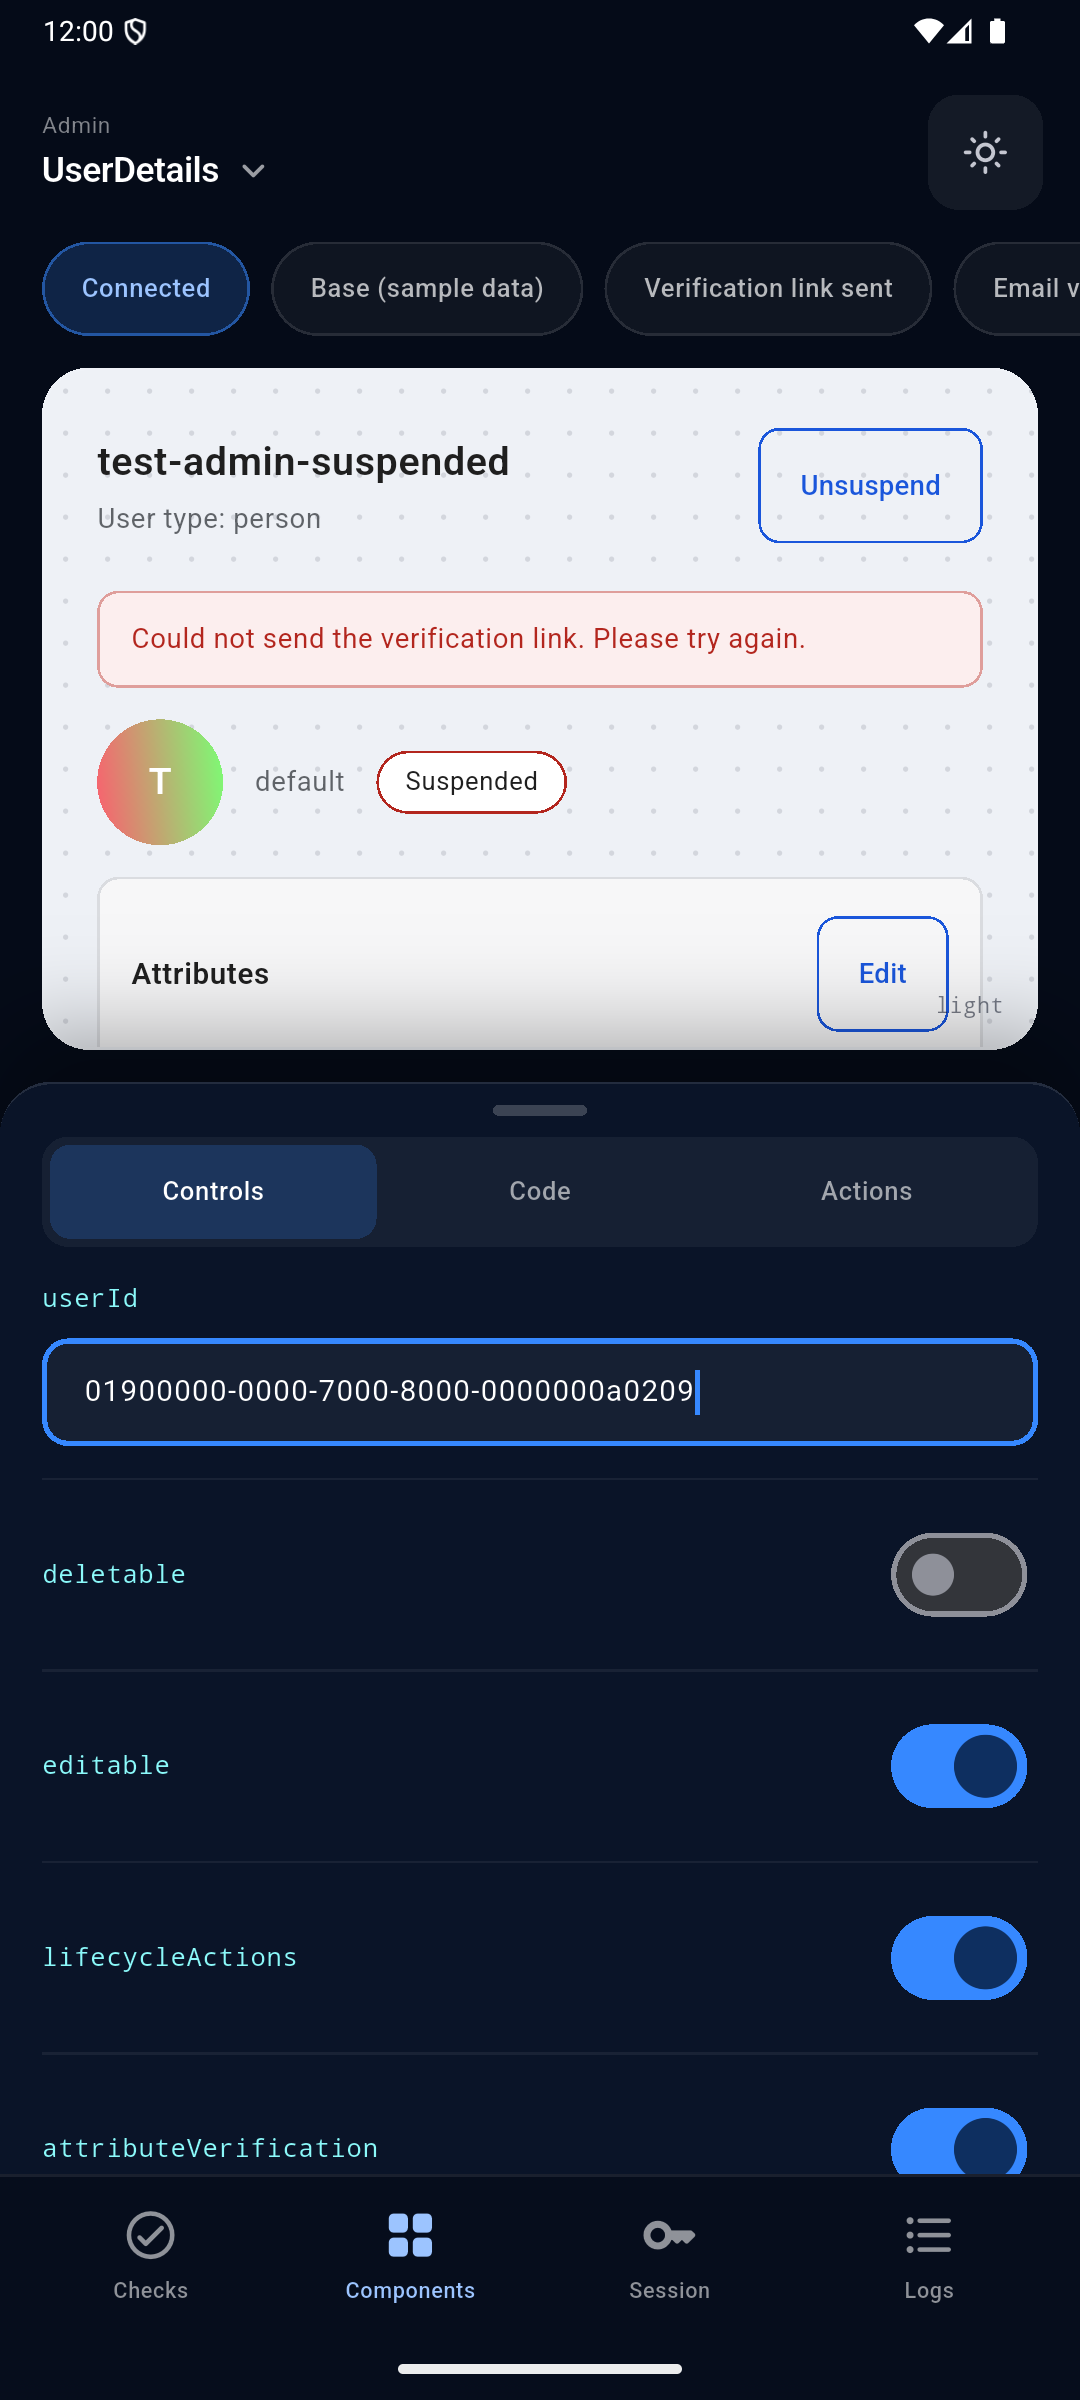 12:00
Admin
UserDetails
Connected
Base (sample data)
Verification link sent
Email v
test-admin-suspended
User type: person
Unsuspend
Could not send the verification link. Please try again.
T
default
Suspended
Attributes
Edit
light
Controls
Code
Actions
userId
01900000-0000-7000-8000-0000000a0209
deletable
editable
lifecycleActions
attributeVerification
Checks
Components
Session
Logs